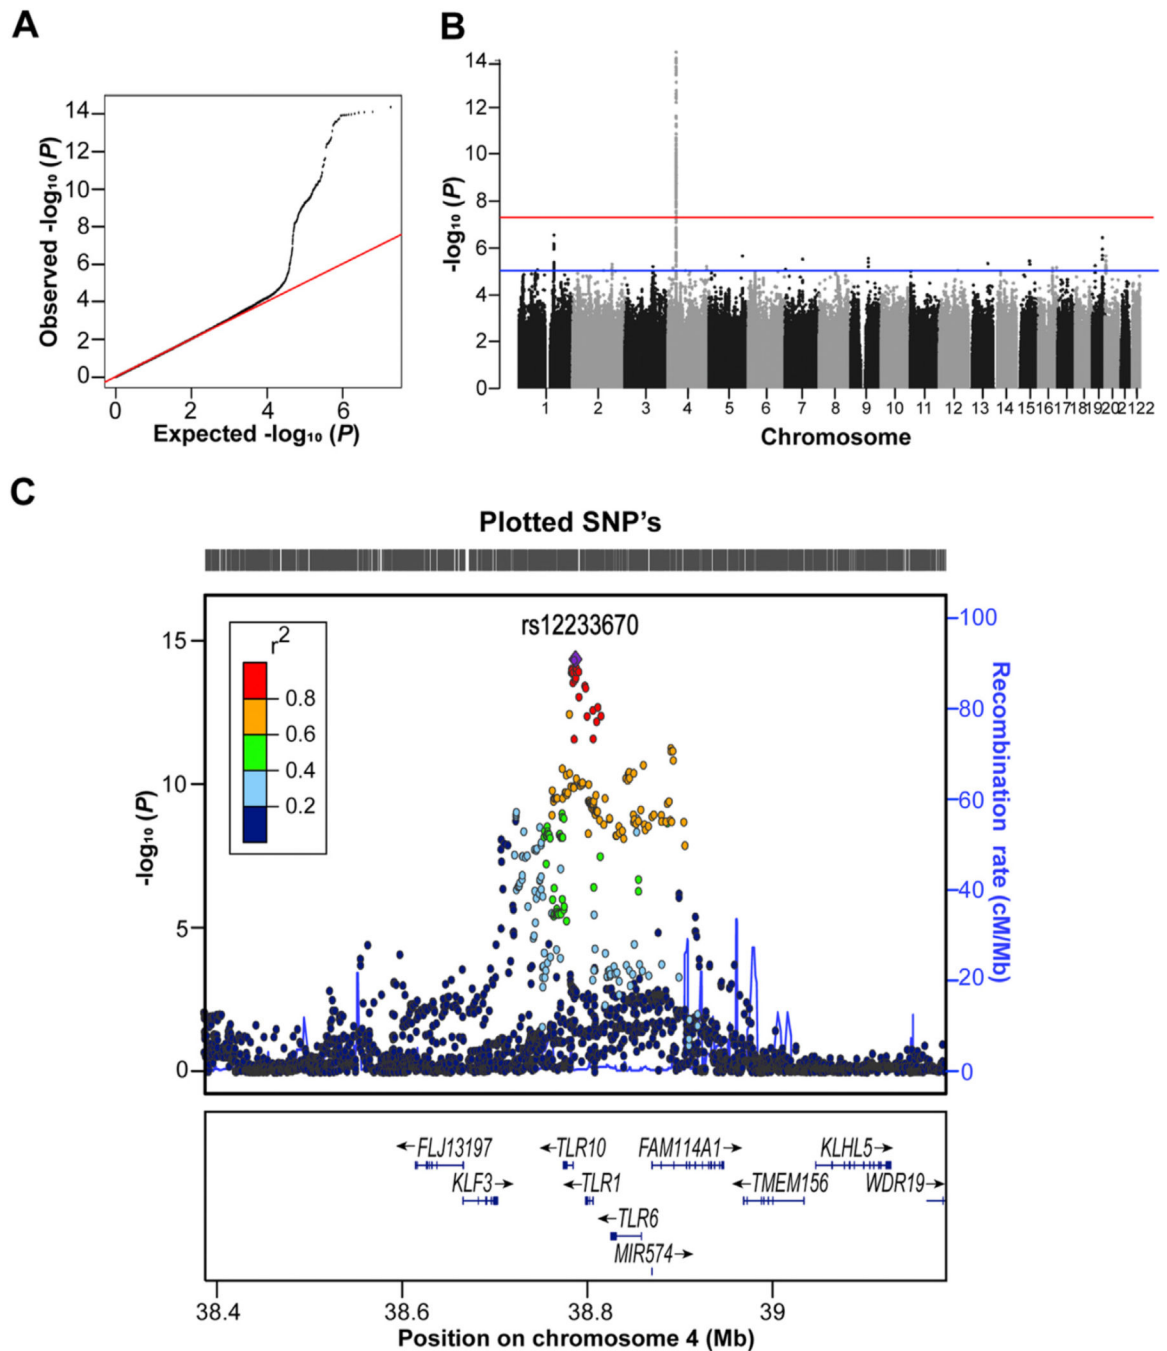 A
B
14
12
10
8
6
4
2
0
Observed -log₁₀ (P)
0
2
4
6
Expected -log₁₀ (P)
14
12
10
8
6
4
2
0
-log₁₀ (P)
1 2 3 4 5 6 7 8 9 10 11 12 13 14 15 16 17 18 19 20 21 22
Chromosome
C
Plotted SNP's
rs12233670
r²
0.8
0.6
0.4
0.2
15
10
5
0
-log₁₀ (P)
100
80
60
40
20
0
Recombination rate (cM/Mb)
←FLJ13197 ←TLR10 FAM114A1→ KLHL5→
KLF3→ ←TLR1 ←TMEM156 WDR19→
←TLR6
MIR574→
38.4 38.6 38.8 39
Position on chromosome 4 (Mb)